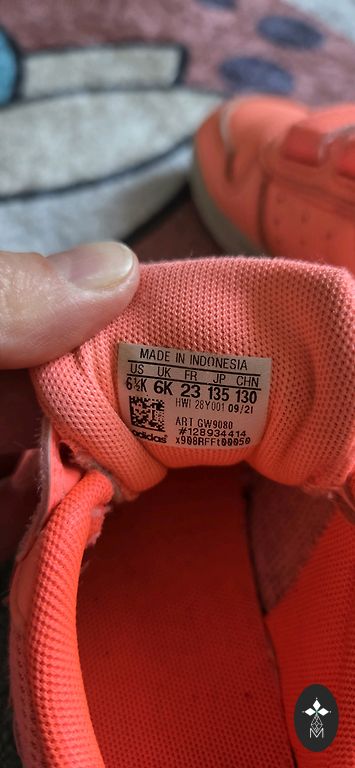 MADE IN INDONESIA
US UK FR JP CHN
6½K 6K 23 135 130
HWI 28Y001 09/21
ART GW9080
adidas #128934414
x908RFFt00050
M